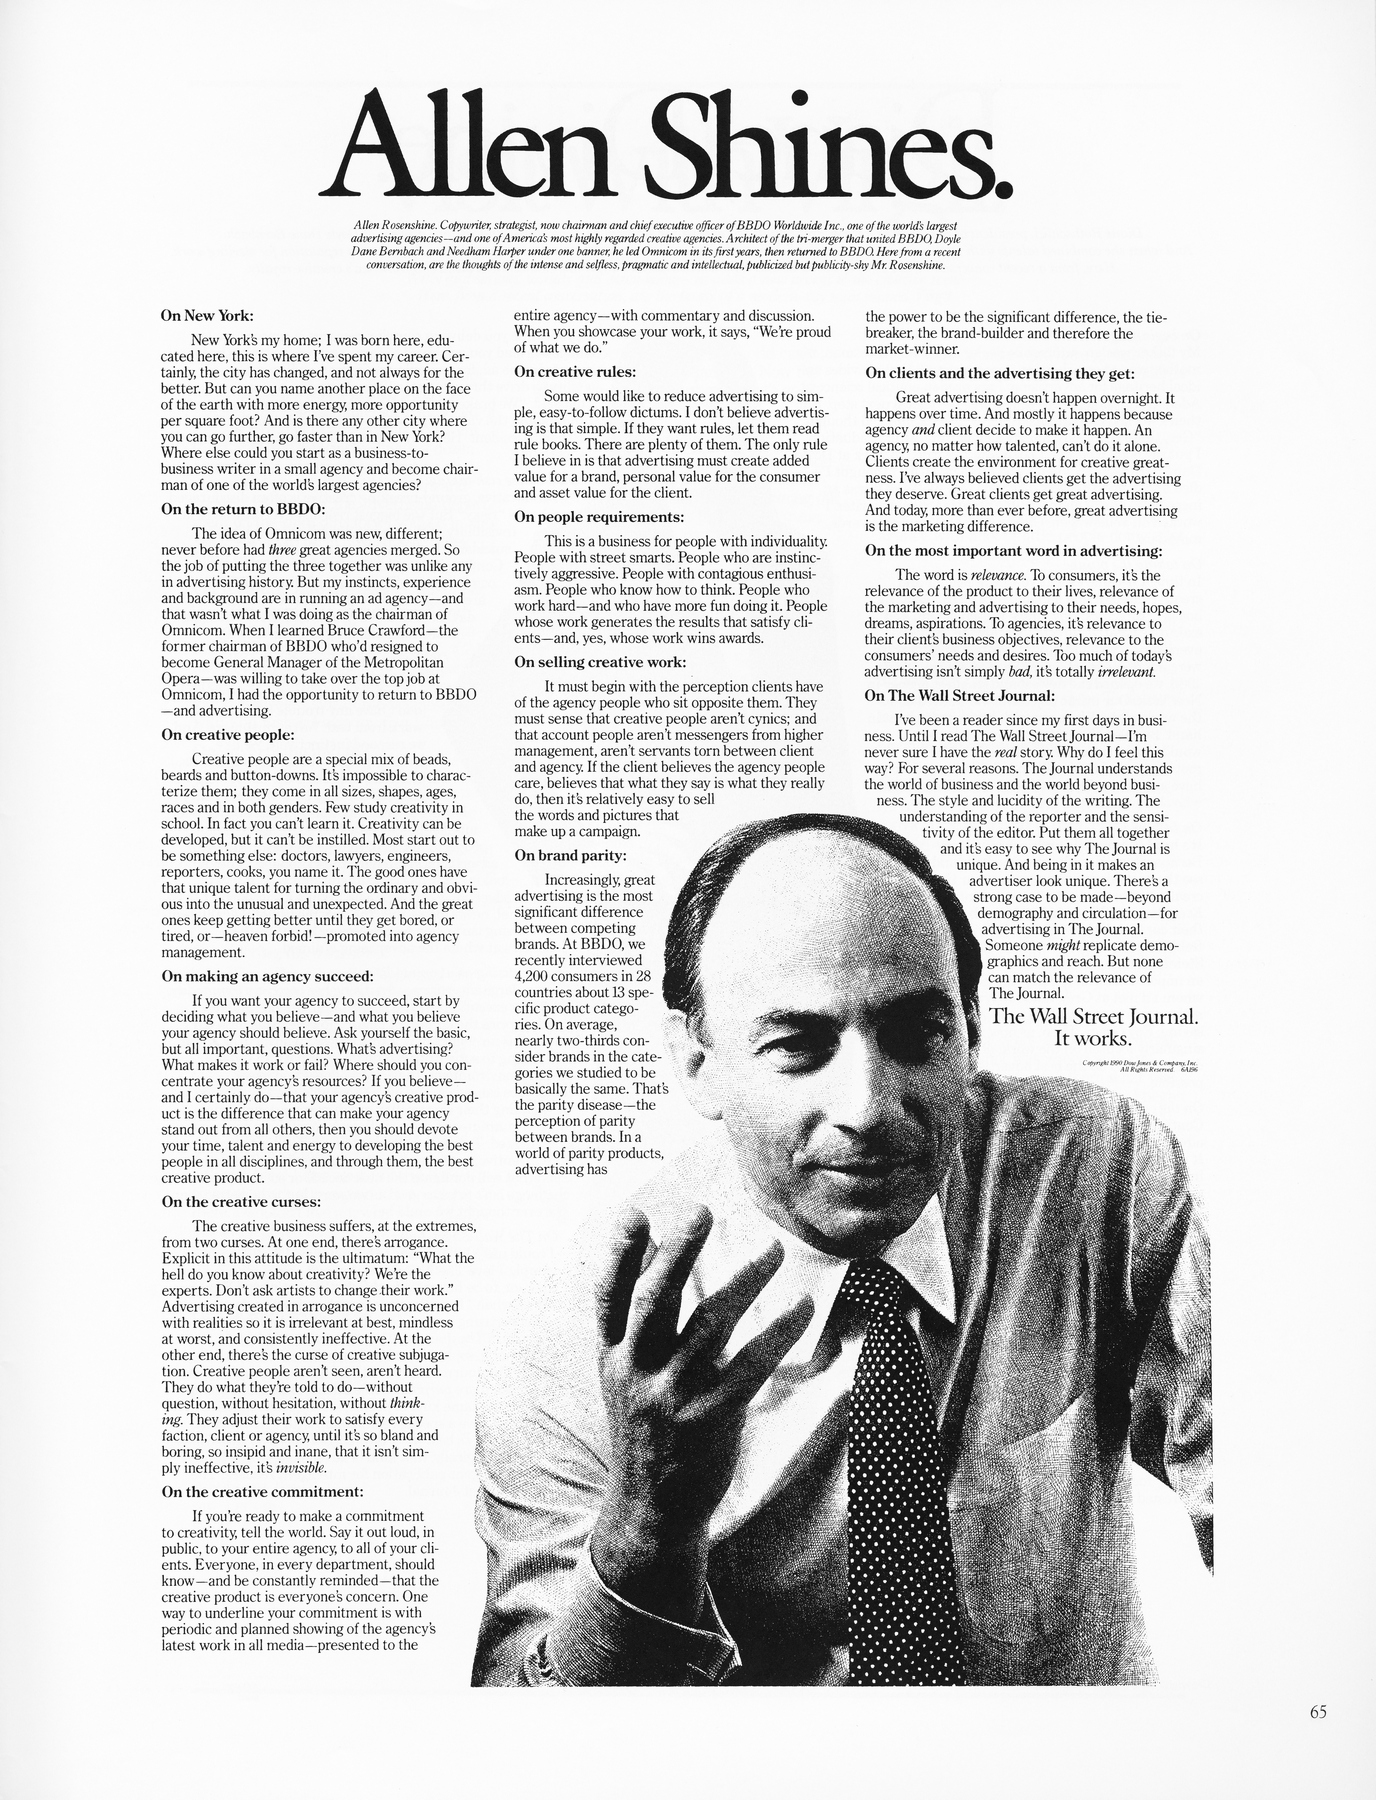 Allen Shines.
Allen Rosenshine. Copywriter, strategist, now chairman and chief executive officer of BBDO Worldwide Inc., one of the world's largest
advertising agencies—and one of America's most highly regarded creative agencies. Architect of the tri-merger that united BBDO, Doyle
Dane Bernbach and Needham Harper under one banner, he led Omnicom in its first years, then returned to BBDO. Here from a recent
conversation, are the thoughts of the intense and selfless, pragmatic and intellectual, publicized but publicity-shy Mr. Rosenshine.
On New York:
New York's my home; I was born here, edu-
cated here, this is where I've spent my career. Cer-
tainly, the city has changed, and not always for the
better. But can you name another place on the face
of the earth with more energy, more opportunity
per square foot? And is there any other city where
you can go further, go faster than in New York?
Where else could you start as a business-to-
business writer in a small agency and become chair-
man of one of the world's largest agencies?
On the return to BBDO:
The idea of Omnicom was new, different;
never before had three great agencies merged. So
the job of putting the three together was unlike any
in advertising history. But my instincts, experience
and background are in running an ad agency—and
that wasn't what I was doing as the chairman of
Omnicom. When I learned Bruce Crawford—the
former chairman of BBDO who'd resigned to
become General Manager of the Metropolitan
Opera—was willing to take over the top job at
Omnicom, I had the opportunity to return to BBDO
—and advertising.
On creative people:
Creative people are a special mix of beads,
beards and button-downs. It's impossible to charac-
terize them; they come in all sizes, shapes, ages,
races and in both genders. Few study creativity in
school. In fact you can't learn it. Creativity can be
developed, but it can't be instilled. Most start out to
be something else: doctors, lawyers, engineers,
reporters, cooks, you name it. The good ones have
that unique talent for turning the ordinary and obvi-
ous into the unusual and unexpected. And the great
ones keep getting better until they get bored, or
tired, or—heaven forbid!—promoted into agency
management.
On making an agency succeed:
If you want your agency to succeed, start by
deciding what you believe—and what you believe
your agency should believe. Ask yourself the basic,
but all important, questions. What's advertising?
What makes it work or fail? Where should you con-
centrate your agency's resources? If you believe—
and I certainly do—that your agency's creative prod-
uct is the difference that can make your agency
stand out from all others, then you should devote
your time, talent and energy to developing the best
people in all disciplines, and through them, the best
creative product.
On the creative curses:
The creative business suffers, at the extremes,
from two curses. At one end, there's arrogance.
Explicit in this attitude is the ultimatum: “What the
hell do you know about creativity? We're the
experts. Don't ask artists to change their work.”
Advertising created in arrogance is unconcerned
with realities so it is irrelevant at best, mindless
at worst, and consistently ineffective. At the
other end, there's the curse of creative subjuga-
tion. Creative people aren't seen, aren't heard.
They do what they're told to do—without
question, without hesitation, without think-
ing. They adjust their work to satisfy every
faction, client or agency, until it's so bland and
boring, so insipid and inane, that it isn't sim-
ply ineffective, it's invisible.
On the creative commitment:
If you're ready to make a commitment
to creativity, tell the world. Say it out loud, in
public, to your entire agency, to all of your cli-
ents. Everyone, in every department, should
know—and be constantly reminded—that the
creative product is everyone's concern. One
way to underline your commitment is with
periodic and planned showing of the agency's
latest work in all media—presented to the
entire agency—with commentary and discussion.
When you showcase your work, it says, “We're proud
of what we do.”
On creative rules:
Some would like to reduce advertising to sim-
ple, easy-to-follow dictums. I don't believe advertis-
ing is that simple. If they want rules, let them read
rule books. There are plenty of them. The only rule
I believe in is that advertising must create added
value for a brand, personal value for the consumer
and asset value for the client.
On people requirements:
This is a business for people with individuality.
People with street smarts. People who are instinc-
tively aggressive. People with contagious enthusi-
asm. People who know how to think. People who
work hard—and who have more fun doing it. People
whose work generates the results that satisfy cli-
ents—and, yes, whose work wins awards.
On selling creative work:
It must begin with the perception clients have
of the agency people who sit opposite them. They
must sense that creative people aren't cynics; and
that account people aren't messengers from higher
management, aren't servants torn between client
and agency. If the client believes the agency people
care, believes that what they say is what they really
do, then it's relatively easy to sell
the words and pictures that
make up a campaign.
On brand parity:
Increasingly, great
advertising is the most
significant difference
between competing
brands. At BBDO, we
recently interviewed
4,200 consumers in 28
countries about 13 spe-
cific product catego-
ries. On average,
nearly two-thirds con-
sider brands in the cate-
gories we studied to be
basically the same. That's
the parity disease—the
perception of parity
between brands. In a
world of parity products,
advertising has
the power to be the significant difference, the tie-
breaker, the brand-builder and therefore the
market-winner.
On clients and the advertising they get:
Great advertising doesn't happen overnight. It
happens over time. And mostly it happens because
agency and client decide to make it happen. An
agency, no matter how talented, can't do it alone.
Clients create the environment for creative great-
ness. I've always believed clients get the advertising
they deserve. Great clients get great advertising.
And today, more than ever before, great advertising
is the marketing difference.
On the most important word in advertising:
The word is relevance. To consumers, it's the
relevance of the product to their lives, relevance of
the marketing and advertising to their needs, hopes,
dreams, aspirations. To agencies, it's relevance to
their client's business objectives, relevance to the
consumers' needs and desires. Too much of today's
advertising isn't simply bad, it's totally irrelevant.
On The Wall Street Journal:
I've been a reader since my first days in busi-
ness. Until I read The Wall Street Journal—I'm
never sure I have the real story. Why do I feel this
way? For several reasons. The Journal understands
the world of business and the world beyond busi-
ness. The style and lucidity of the writing. The
understanding of the reporter and the sensi-
tivity of the editor. Put them all together
and it's easy to see why The Journal is
unique. And being in it makes an
advertiser look unique. There's a
strong case to be made—beyond
demography and circulation—for
advertising in The Journal.
Someone might replicate demo-
graphics and reach. But none
can match the relevance of
The Journal.
The Wall Street Journal.
It works.
Copyright 1990 Dow Jones & Company, Inc.
All Rights Reserved. 6A196
65